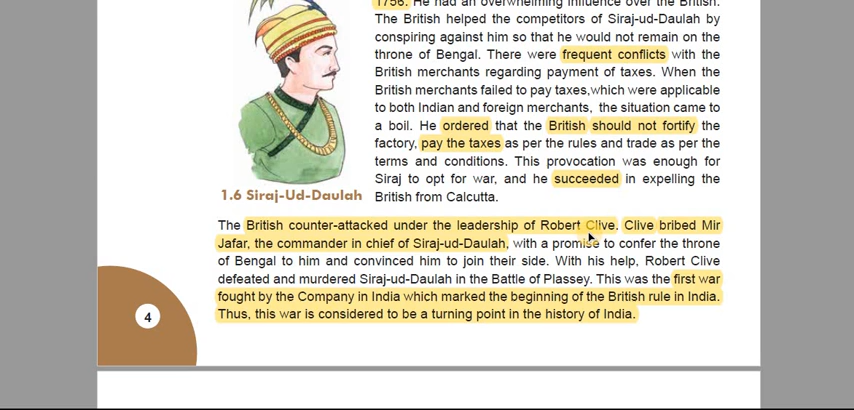 1756. He had an overwhelming influence over the British.
The British helped the competitors of Siraj-ud-Daulah by
conspiring against him so that he would not remain on the
throne of Bengal. There were frequent conflicts with the
British merchants regarding payment of taxes. When the
British merchants failed to pay taxes,which were applicable
to both Indian and foreign merchants, the situation came to
a boil. He ordered that the British should not fortify the
factory, pay the taxes as per the rules and trade as per the
terms and conditions. This provocation was enough for
Siraj to opt for war, and he succeeded in expelling the
British from Calcutta.
1.6 Siraj-Ud-Daulah
The British counter-attacked under the leadership of Robert Clive. Clive bribed Mir
Jafar, the commander in chief of Siraj-ud-Daulah, with a promise to confer the throne
of Bengal to him and convinced him to join their side. With his help, Robert Clive
defeated and murdered Siraj-ud-Daulah in the Battle of Plassey. This was the first war
fought by the Company in India which marked the beginning of the British rule in India.
Thus, this war is considered to be a turning point in the history of India.
4